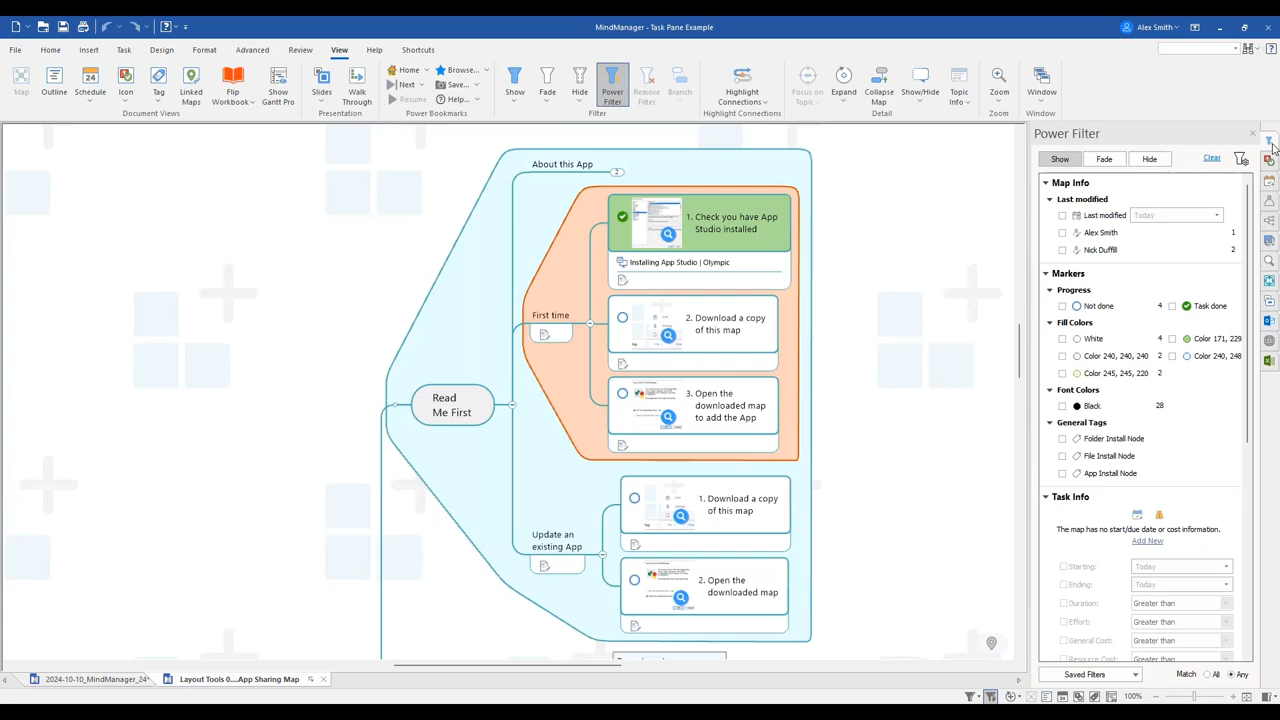 MindManager - Task Pane Example
Alex Smith
File Home Insert Task Design Format Advanced Review View Help Shortcuts
Map
Outline
Schedule
Icon
Tag
Linked Maps
Flip Workbook
Show Gantt Pro
Document Views
Slides
Walk Through
Presentation
Home
Next
Resume
Browse...
Save...
Help...
Power Bookmarks
Show
Fade
Hide
Power Filter
Remove Filter
Branch
Filter
Highlight Connections
Highlight Connections
Focus on Topic
Expand
Collapse Map
Show/Hide
Topic Info
Detail
Zoom
Zoom
Window
Window
About this App
2
First time
1. Check you have App
Studio installed
Installing App Studio | Olympic
2. Download a copy
of this map
3. Open the
downloaded map
to add the App
Read
Me First
Update an
existing App
1. Download a copy
of this map
2. Open the
downloaded map
Power Filter
Show Fade Hide Clear
Map Info
Last modified
Last modified Today
Alex Smith 1
Nick Duffill 2
Markers
Progress
Not done 4 Task done
Fill Colors
White 4 Color 171, 229
Color 240, 240, 240 2 Color 240, 248
Color 245, 245, 220 2
Font Colors
Black 28
General Tags
Folder Install Node
File Install Node
App Install Node
Task Info
The map has no start/due date or cost information.
Add New
Starting: Today
Ending: Today
Duration: Greater than
Effort: Greater than
General Cost: Greater than
Resource Cost: Greater than
Saved Filters Match All Any
2024-10-10_MindManager_24* Layout Tools 0....App Sharing Map
100%